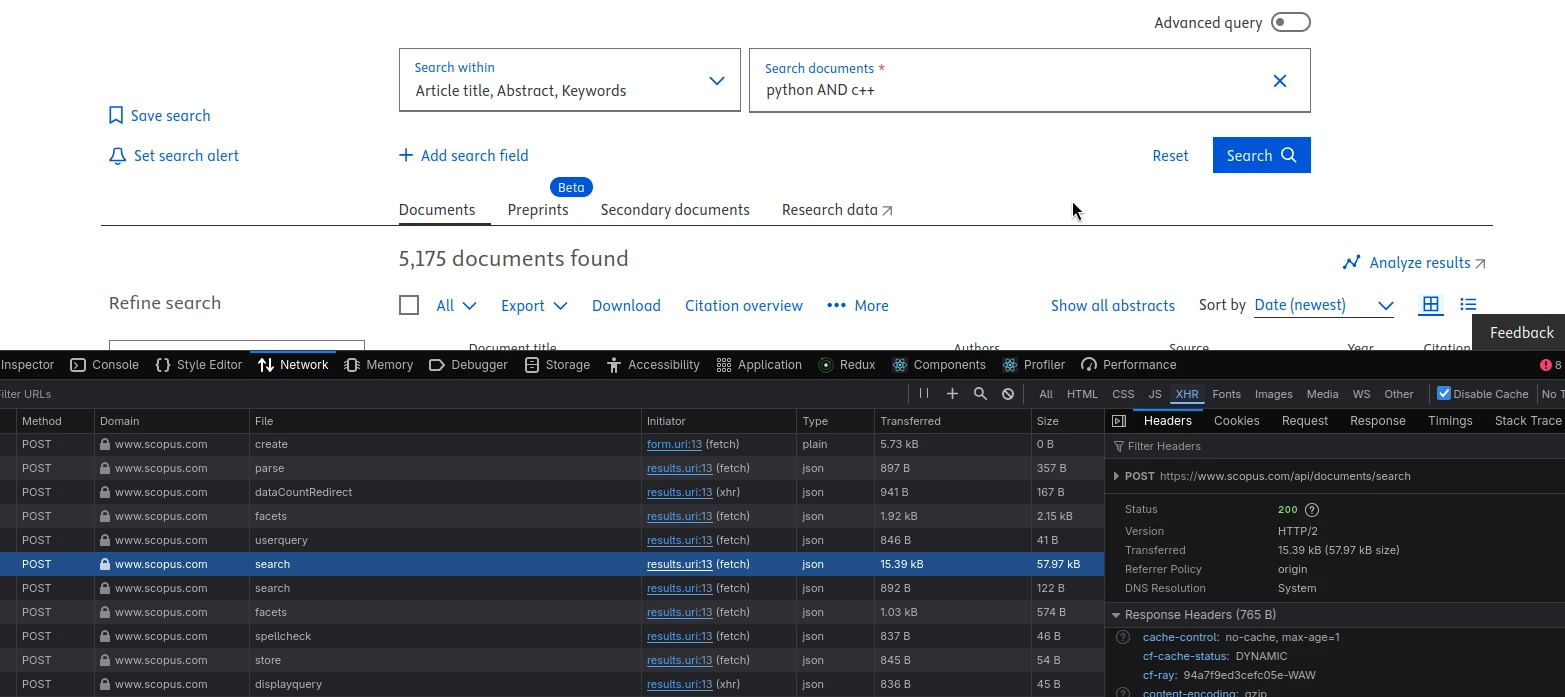 Advanced query
Search within
Article title, Abstract, Keywords
Search documents *
python AND c++
Save search
Set search alert
Add search field
Reset
Search
Beta
Documents
Preprints
Secondary documents
Research data
5,175 documents found
Analyze results
Refine search
All
Export
Download
Citation overview
More
Show all abstracts
Sort by
Date (newest)
Feedback
Document title
Authors
Source
Year
Citation
Inspector Console Style Editor Network Memory Debugger Storage Accessibility Application Redux Components Profiler Performance 8
ilter URLs All HTML CSS JS XHR Fonts Images Media WS Other Disable Cache No T
Method Domain File Initiator Type Transferred Size
POST www.scopus.com create form.uri:13 (fetch) plain 5.73 kB 0 B
POST www.scopus.com parse results.uri:13 (fetch) json 897 B 357 B
POST www.scopus.com dataCountRedirect results.uri:13 (xhr) json 941 B 167 B
POST www.scopus.com facets results.uri:13 (fetch) json 1.92 kB 2.15 kB
POST www.scopus.com userquery results.uri:13 (fetch) json 846 B 41 B
POST www.scopus.com search results.uri:13 (fetch) json 15.39 kB 57.97 kB
POST www.scopus.com search results.uri:13 (fetch) json 892 B 122 B
POST www.scopus.com facets results.uri:13 (fetch) json 1.03 kB 574 B
POST www.scopus.com spellcheck results.uri:13 (fetch) json 837 B 46 B
POST www.scopus.com store results.uri:13 (fetch) json 845 B 54 B
POST www.scopus.com displayquery results.uri:13 (xhr) json 836 B 45 B
Headers Cookies Request Response Timings Stack Trace
Filter Headers
POST https://www.scopus.com/api/documents/search
Status 200 ?
Version HTTP/2
Transferred 15.39 kB (57.97 kB size)
Referrer Policy origin
DNS Resolution System
Response Headers (765 B)
? cache-control: no-cache, max-age=1
cf-cache-status: DYNAMIC
cf-ray: 94a7f9ed3cefc05e-WAW
? content-encoding: gzip